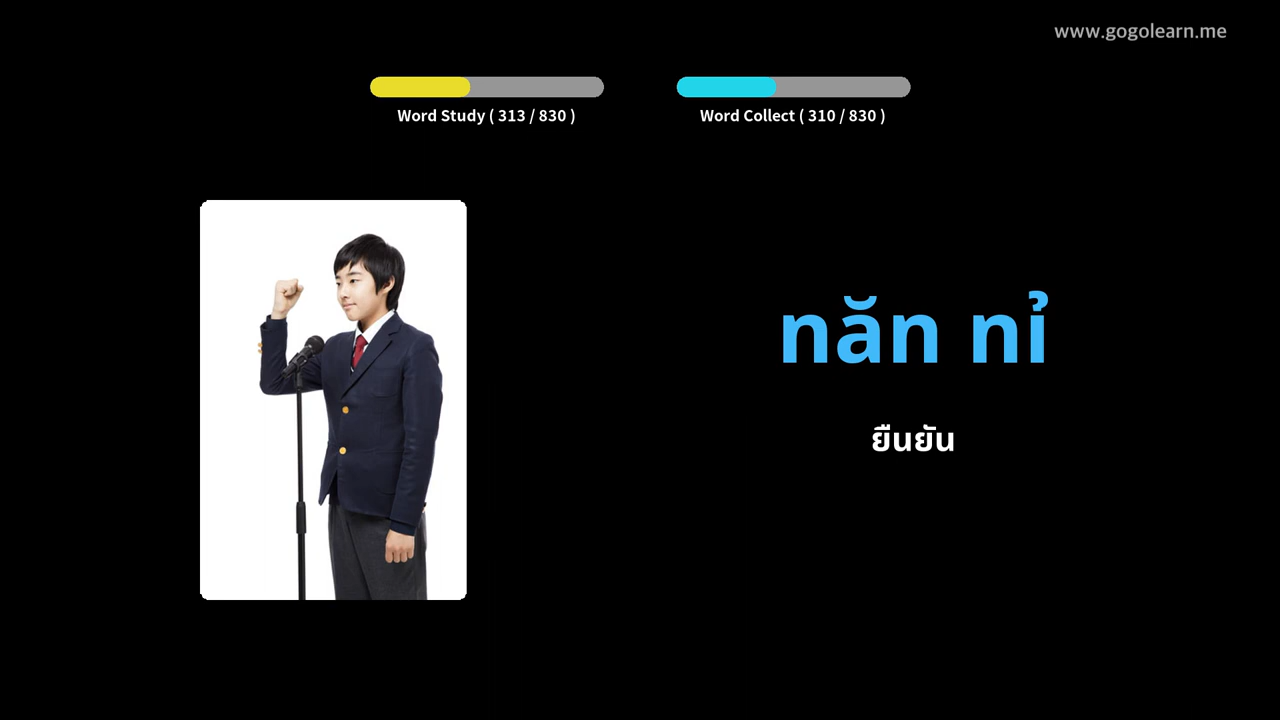 www.gogolearn.me
Word Study ( 313 / 830 )
Word Collect ( 310 / 830 )
năn nỉ
ยืนยัน